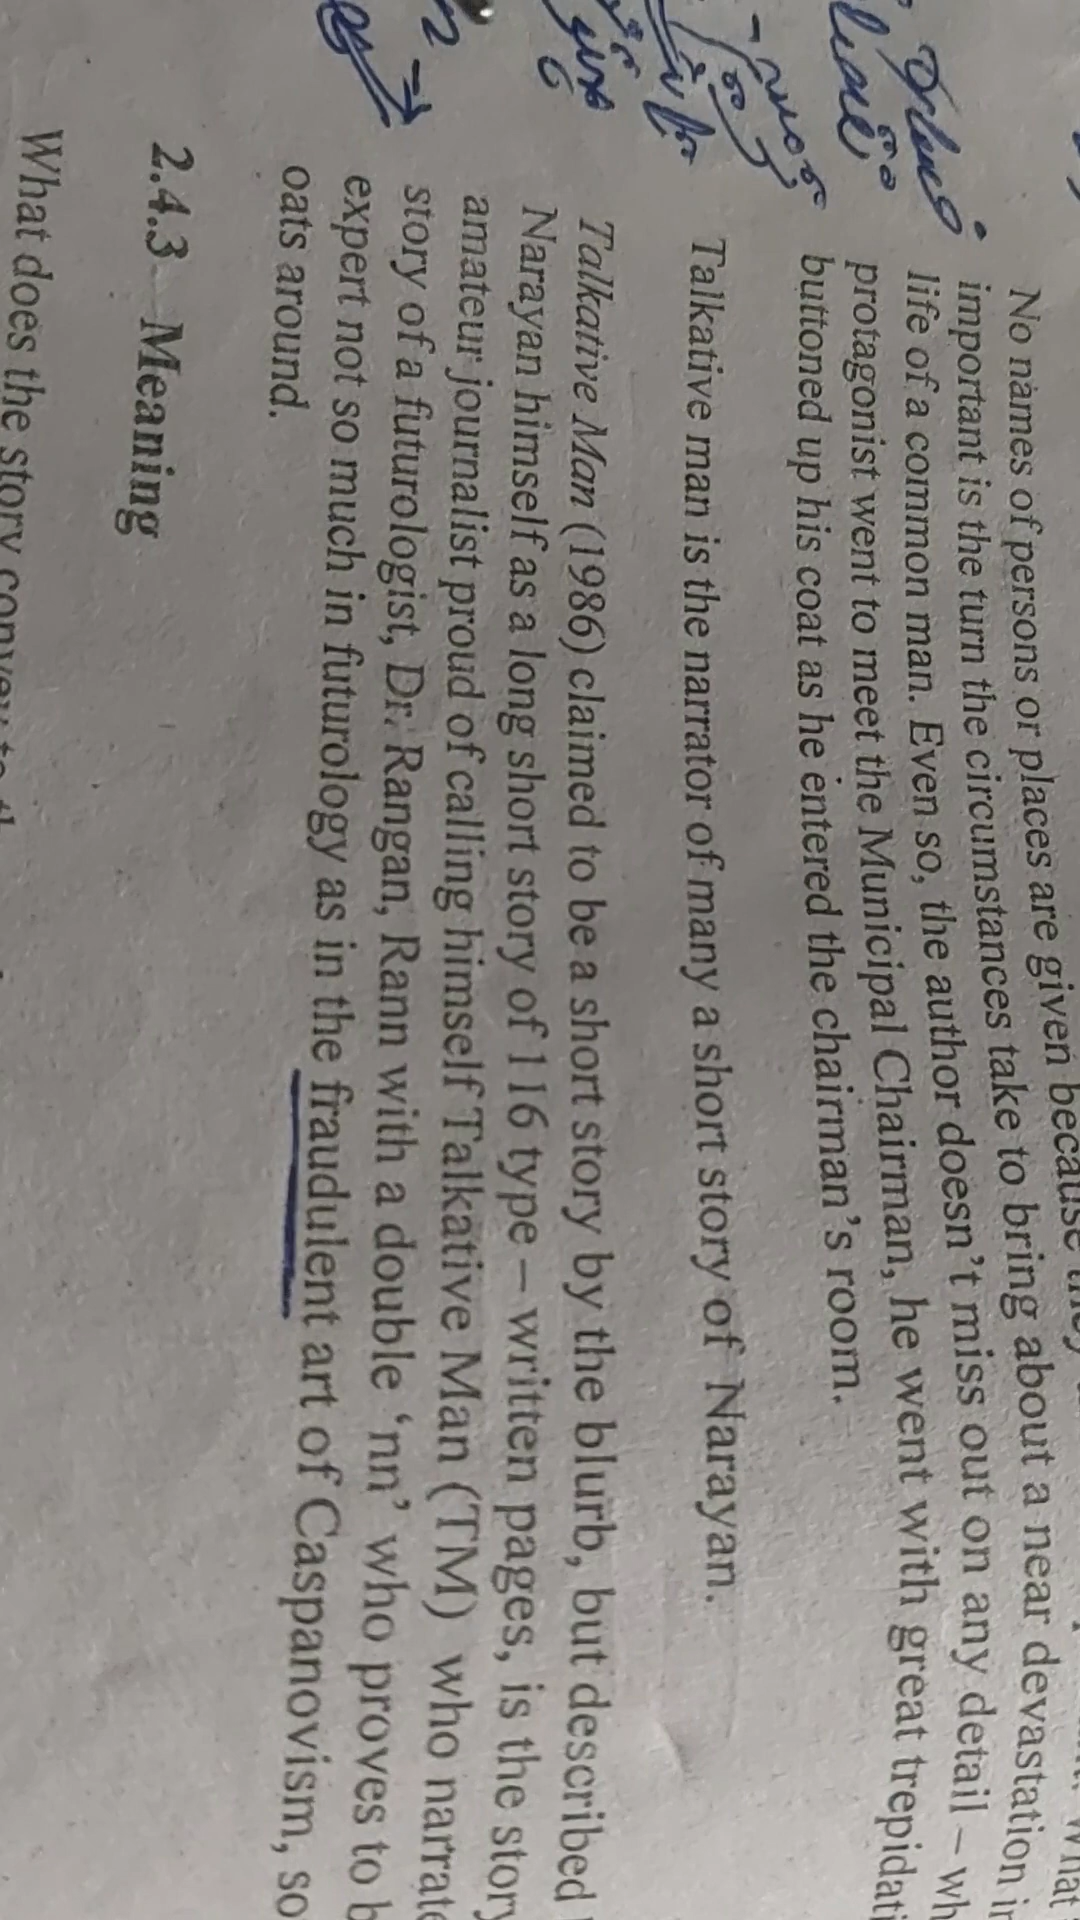 No names of persons or places are given because
important is the turn the circumstances take to bring about a near devastation in
life of a common man. Even so, the author doesn't miss out on any detail – wh
protagonist went to meet the Municipal Chairman, he went with great trepidati
buttoned up his coat as he entered the chairman's room.
Talkative man is the narrator of many a short story of Narayan.
Talkative Man (1986) claimed to be a short story by the blurb, but described
Narayan himself as a long short story of 116 type – written pages, is the story
amateur journalist proud of calling himself Talkative Man (TM) who narrate
story of a futurologist, Dr. Rangan, Rann with a double 'nn' who proves to b
expert not so much in futurology as in the fraudulent art of Caspanovism, so
oats around.
2.4.3 Meaning
What does the story convey